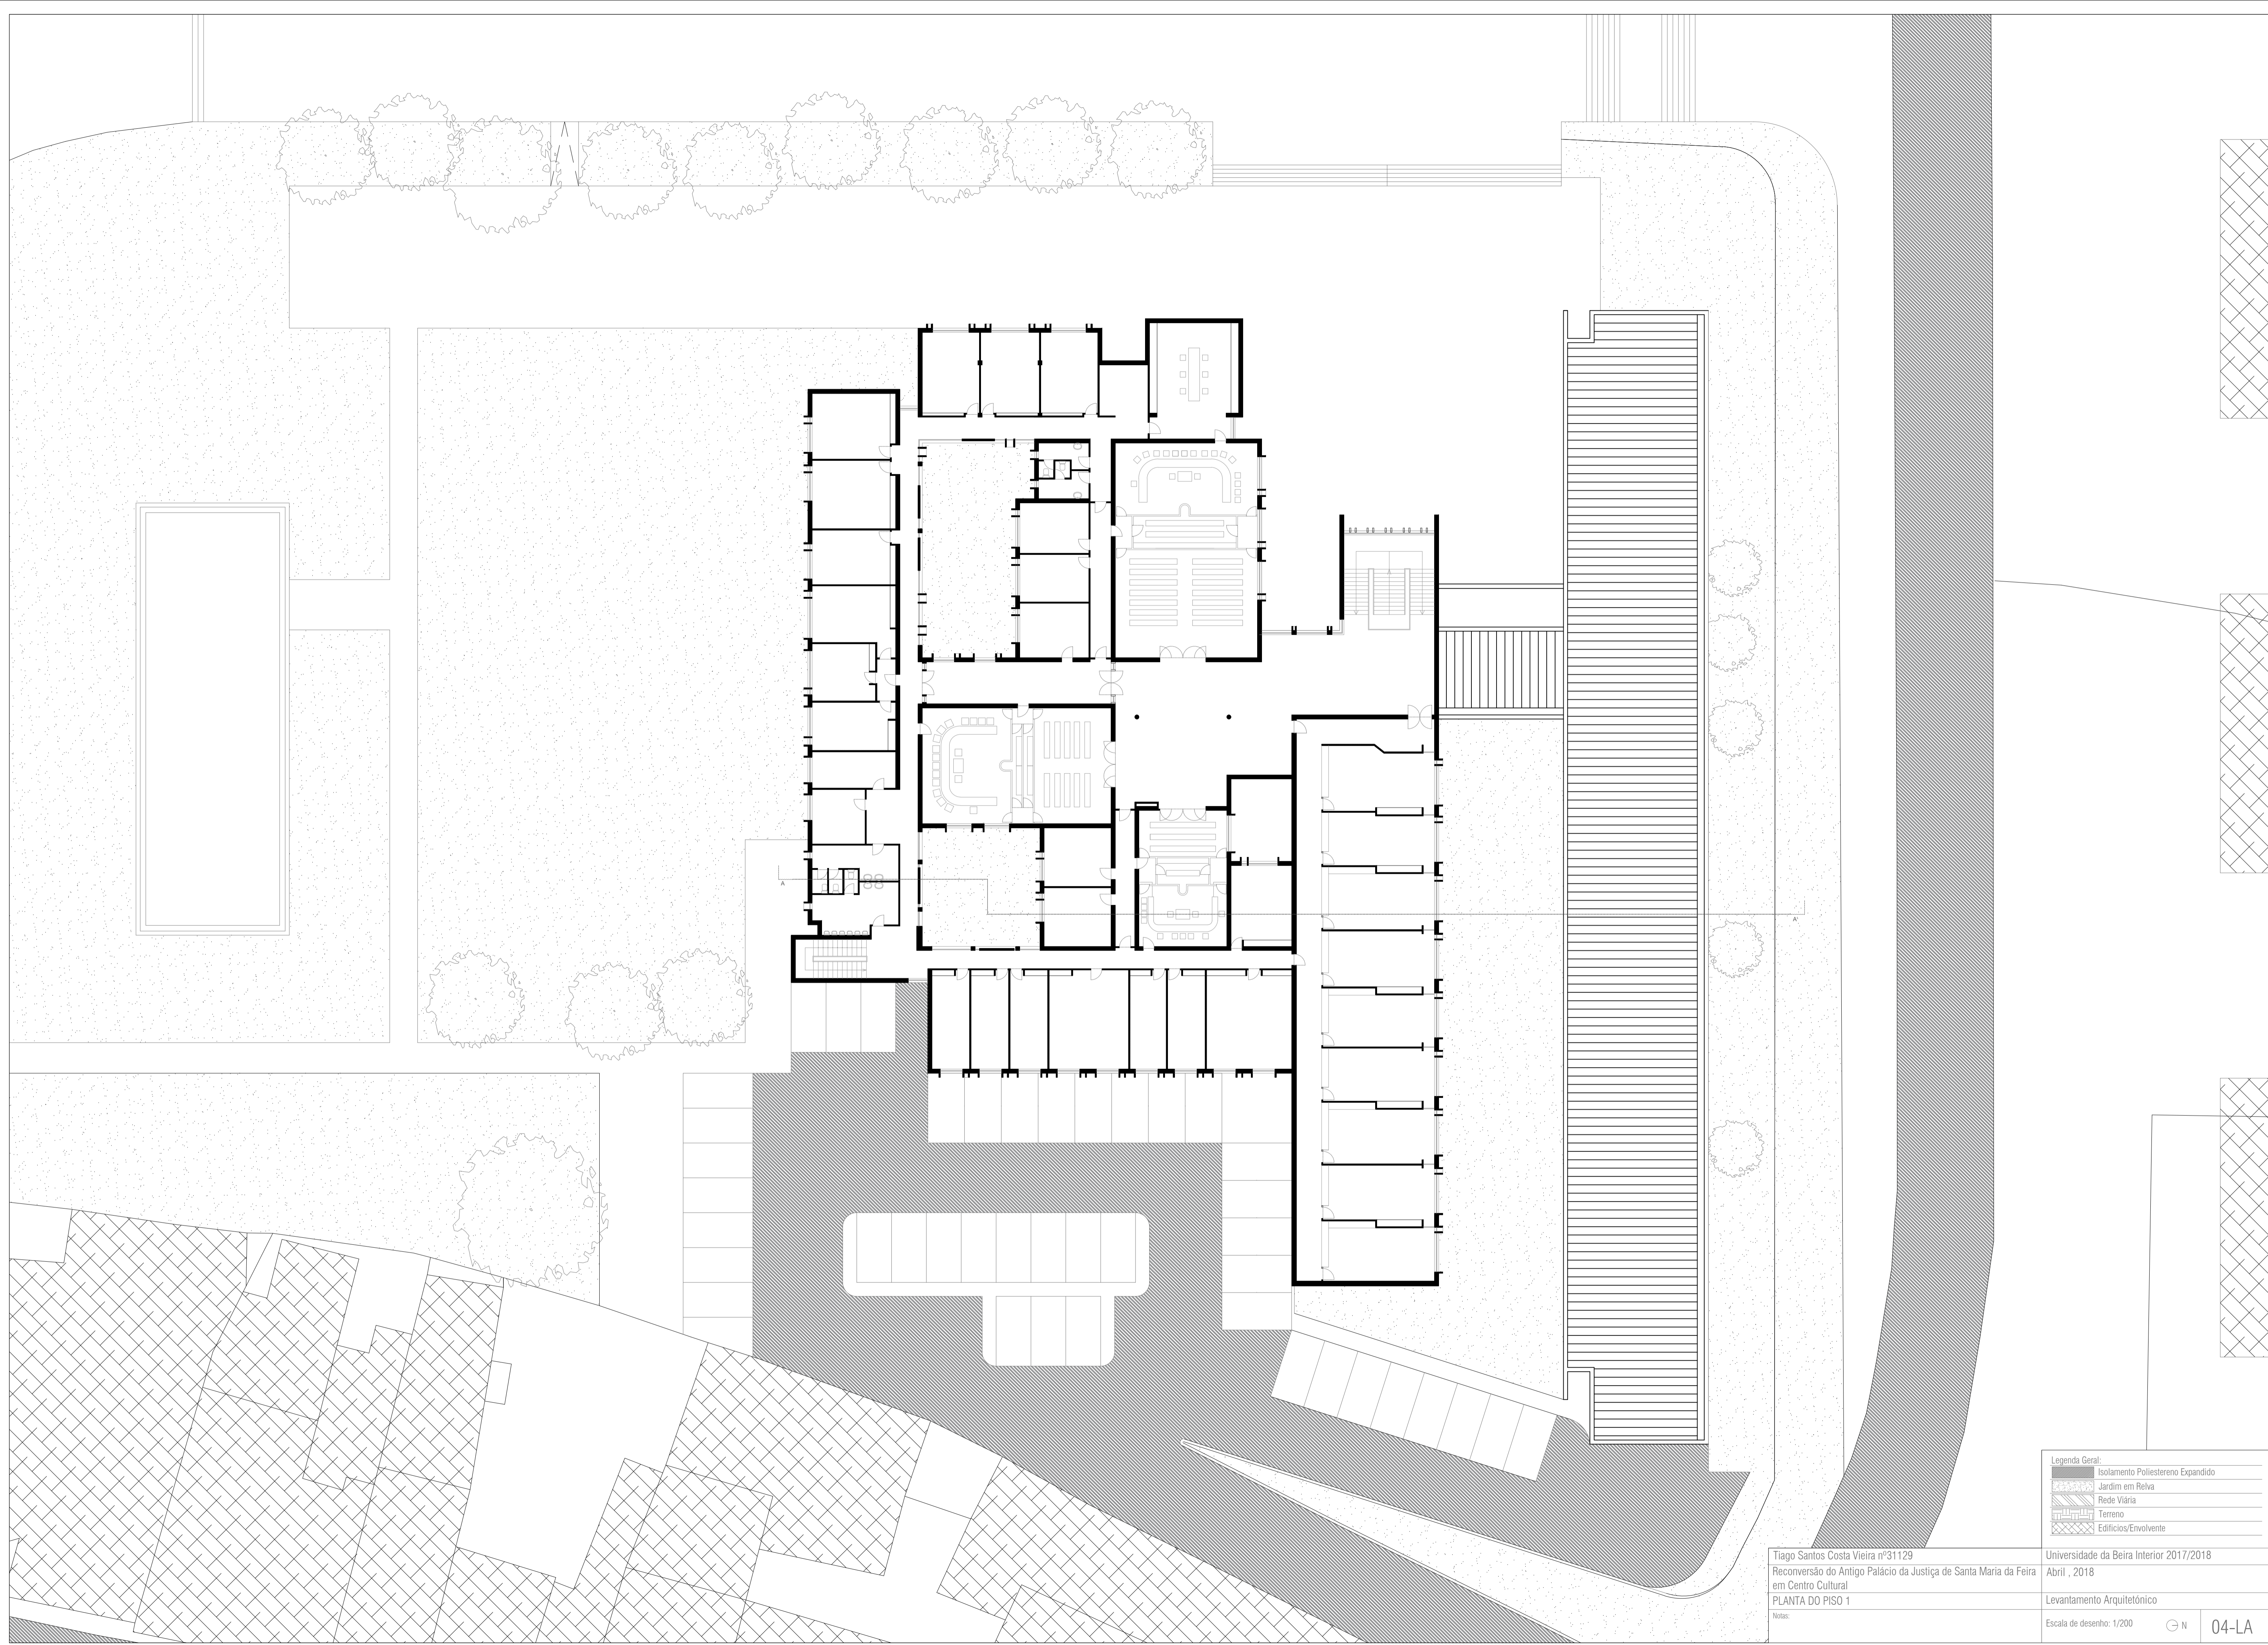 A
A'
Legenda Geral:
Isolamento Poliestereno Expandido
Jardim em Relva
Rede Viária
Terreno
Edifícios/Envolvente
Tiago Santos Costa Vieira nº31129
Universidade da Beira Interior 2017/2018
Reconversão do Antigo Palácio da Justiça de Santa Maria da Feira
em Centro Cultural
Abril , 2018
PLANTA DO PISO 1
Levantamento Arquitetónico
Notas:
Escala de desenho: 1/200
N
04-LA